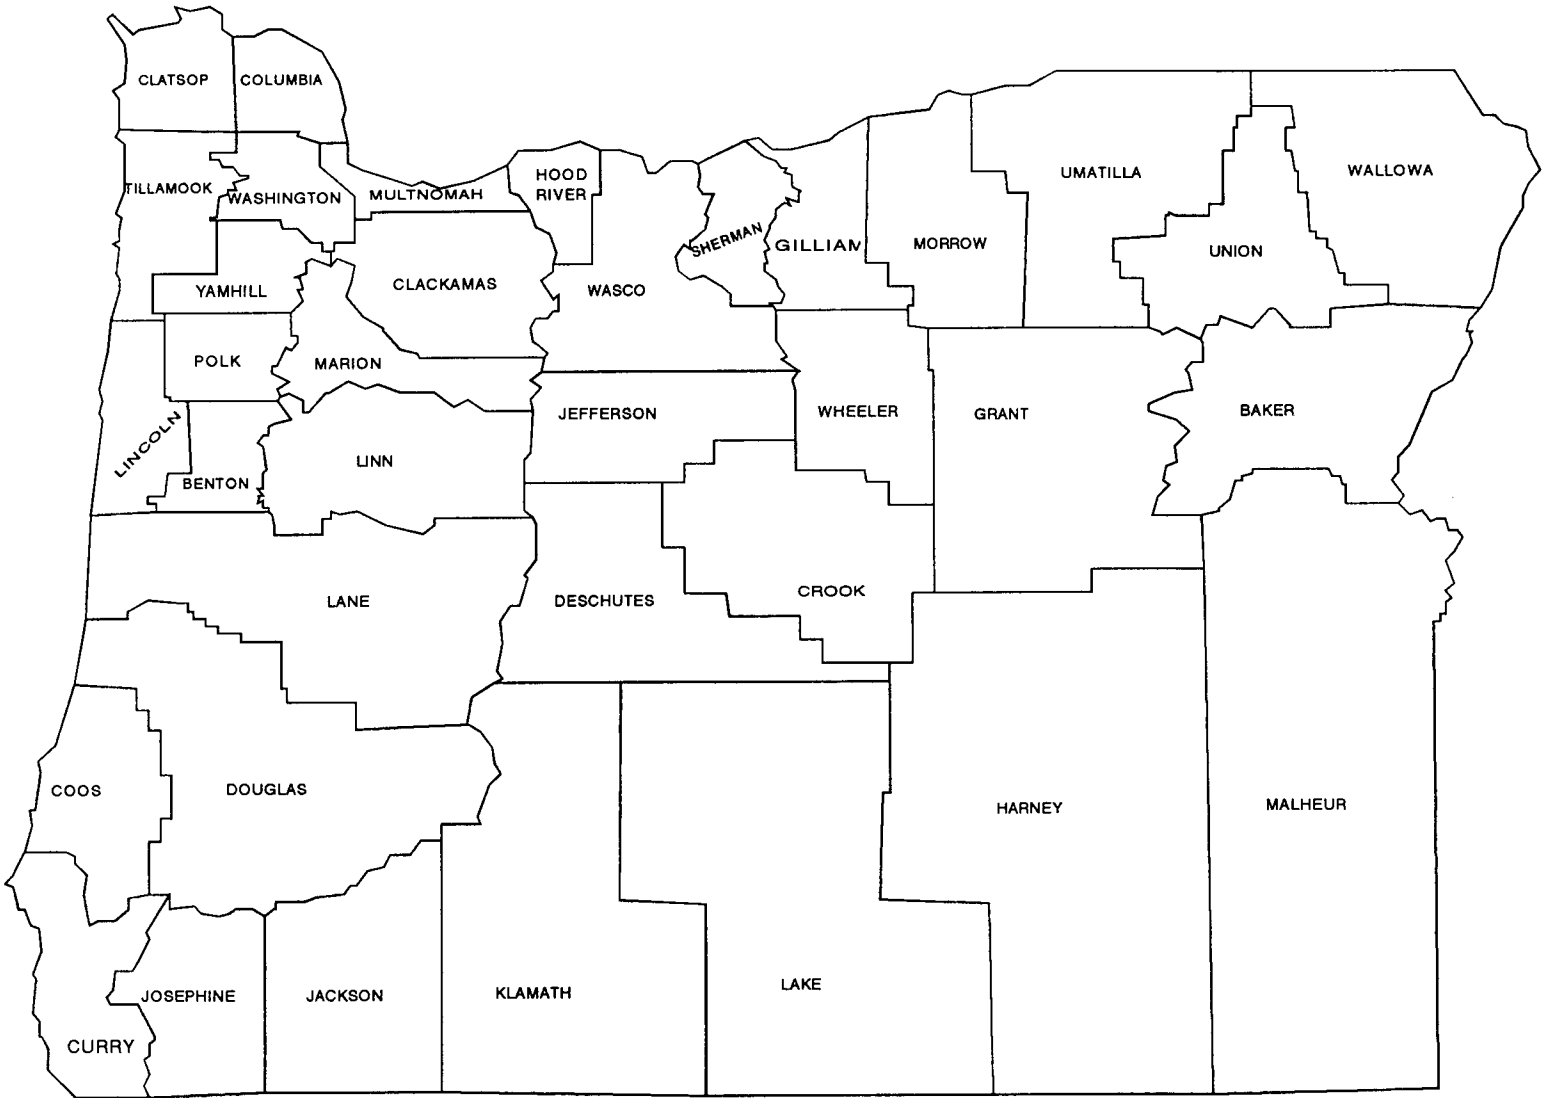 CLATSOP
COLUMBIA
TILLAMOOK
WASHINGTON
MULTNOMAH
HOOD
RIVER
UMATILLA
WALLOWA
SHERMAN
GILLIAM
MORROW
UNION
YAMHILL
CLACKAMAS
WASCO
POLK
MARION
JEFFERSON
WHEELER
GRANT
BAKER
LINCOLN
BENTON
LINN
LANE
DESCHUTES
CROOK
COOS
DOUGLAS
HARNEY
MALHEUR
JOSEPHINE
JACKSON
KLAMATH
LAKE
CURRY